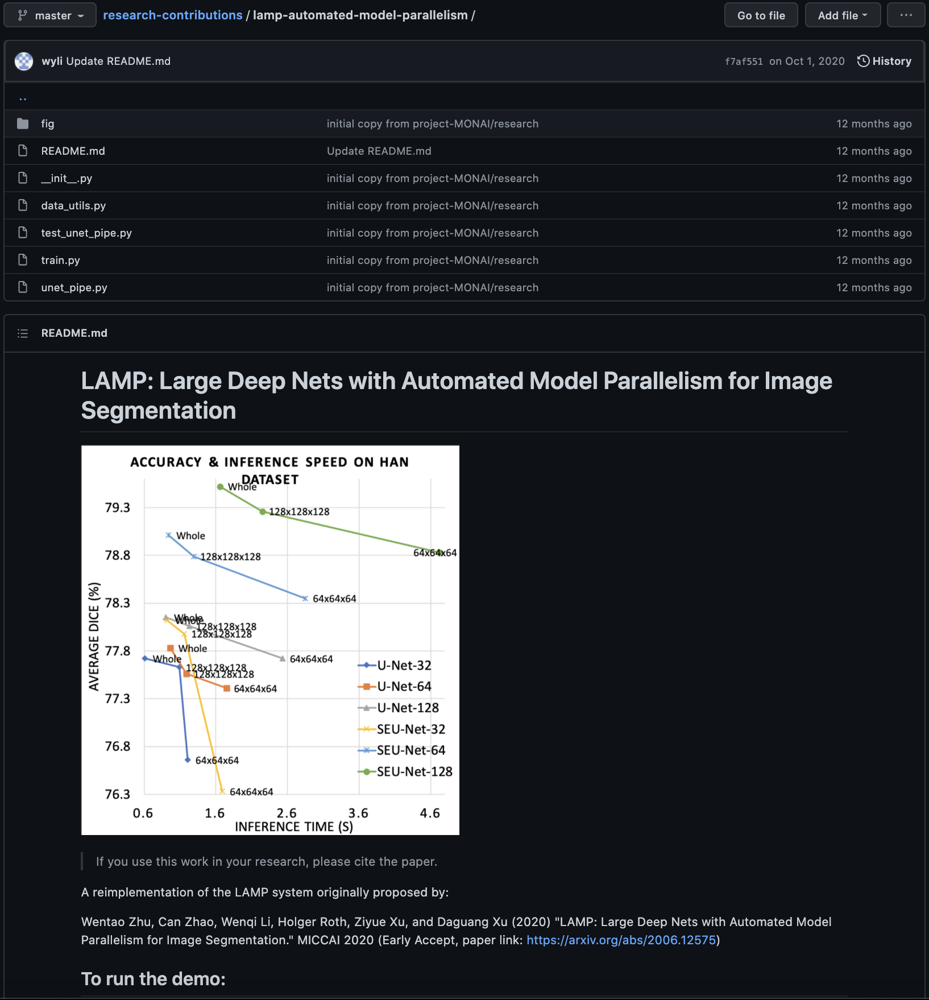 master
research-contributions / lamp-automated-model-parallelism /
Go to file
Add file
...
wyli Update README.md
f7af551 on Oct 1, 2020
History
..
fig initial copy from project-MONAI/research 12 months ago
README.md Update README.md 12 months ago
__init__.py initial copy from project-MONAI/research 12 months ago
data_utils.py initial copy from project-MONAI/research 12 months ago
test_unet_pipe.py initial copy from project-MONAI/research 12 months ago
train.py initial copy from project-MONAI/research 12 months ago
unet_pipe.py initial copy from project-MONAI/research 12 months ago
README.md
LAMP: Large Deep Nets with Automated Model Parallelism for Image
Segmentation
ACCURACY & INFERENCE SPEED ON HAN
DATASET
Whole
79.3
128x128x128
Whole
78.8
128x128x128
64x64x64
AVERAGE DICE (%)
78.3
64x64x64
Whole
Whole
128x128x128
128x128x128
77.8
Whole
Whole
64x64x64
128x128x128
128x128x128
64x64x64
77.3
76.8
64x64x64
76.3
64x64x64
U-Net-32
U-Net-64
U-Net-128
SEU-Net-32
SEU-Net-64
SEU-Net-128
0.6 1.6 2.6 3.6 4.6
INFERENCE TIME (S)
If you use this work in your research, please cite the paper.
A reimplementation of the LAMP system originally proposed by:
Wentao Zhu, Can Zhao, Wenqi Li, Holger Roth, Ziyue Xu, and Daguang Xu (2020) "LAMP: Large Deep Nets with Automated Model
Parallelism for Image Segmentation." MICCAI 2020 (Early Accept, paper link: https://arxiv.org/abs/2006.12575)
To run the demo: